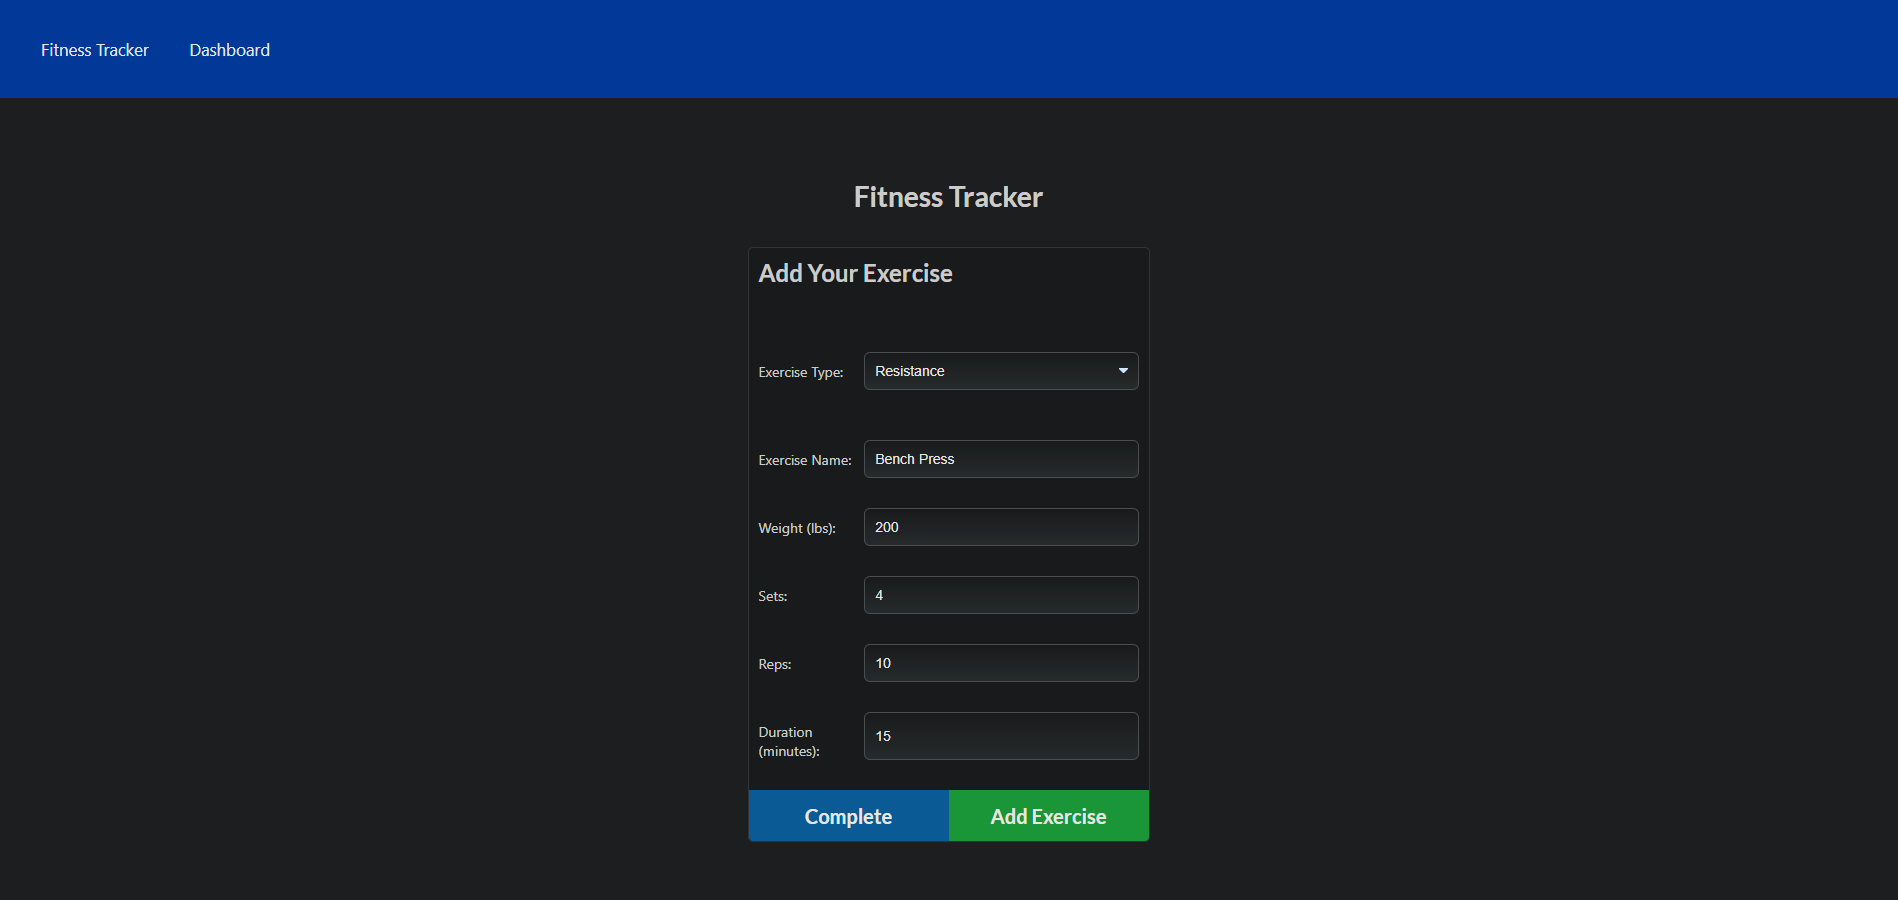 Fitness Tracker Dashboard
Fitness Tracker
Add Your Exercise
Exercise Type: Resistance
Exercise Name: Bench Press
Weight (lbs): 200
Sets: 4
Reps: 10
Duration
(minutes): 15
Complete Add Exercise